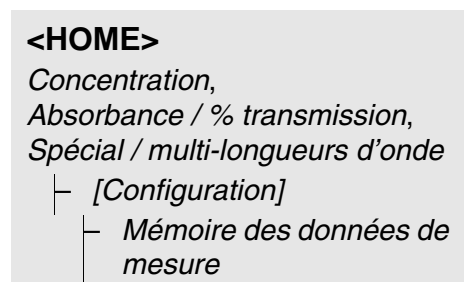 <HOME>
Concentration,
Absorbance / % transmission,
Spécial / multi-longueurs d'onde
[Configuration]
Mémoire des données de
mesure